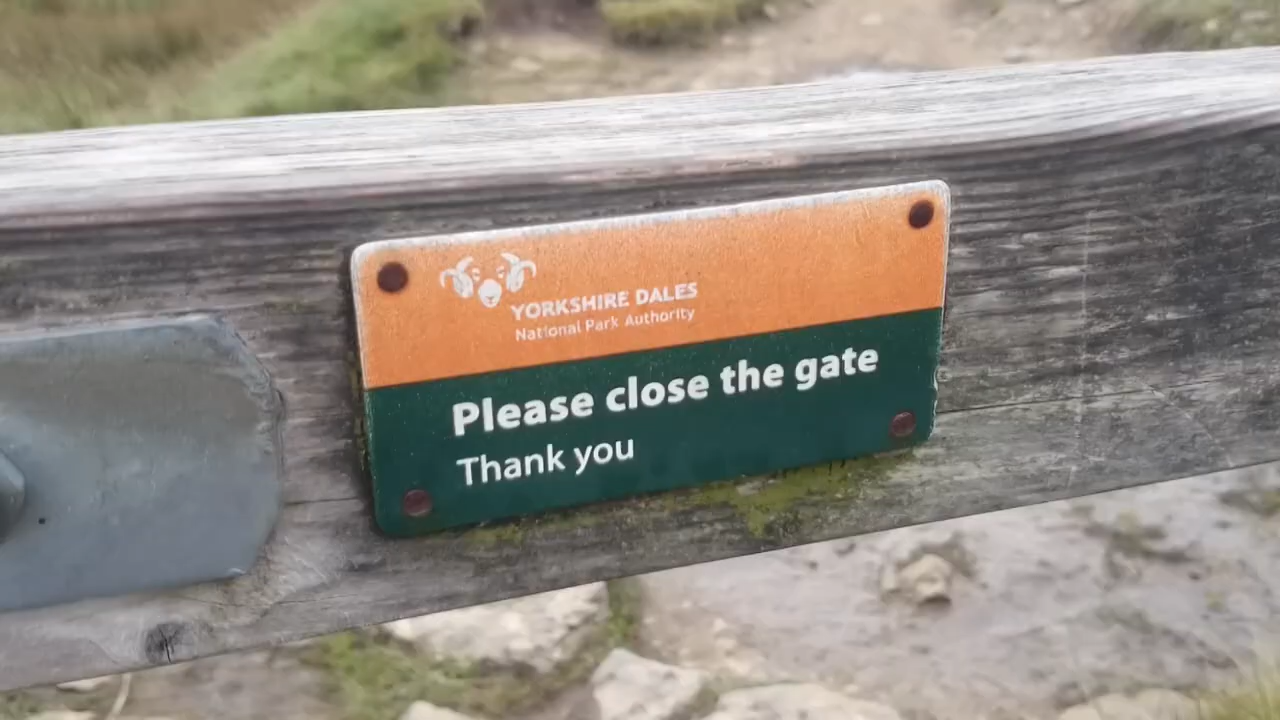 YORKSHIRE DALES
National Park Authority
Please close the gate
Thank you